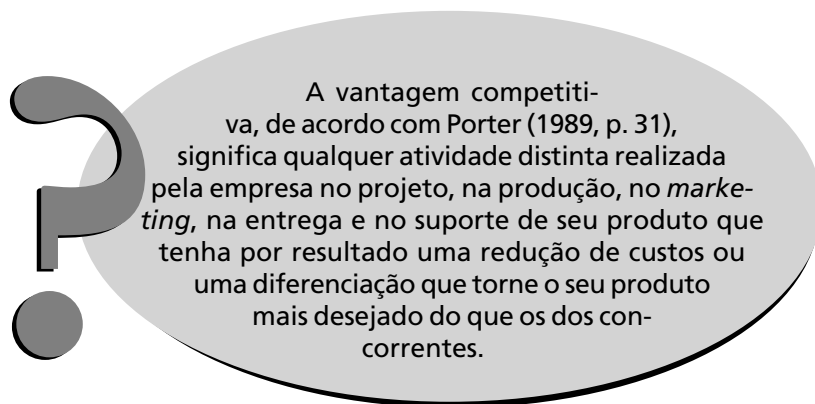 A vantagem competiti-
va, de acordo com Porter (1989, p. 31),
significa qualquer atividade distinta realizada
pela empresa no projeto, na produção, no marke-
ting, na entrega e no suporte de seu produto que
tenha por resultado uma redução de custos ou
uma diferenciação que torne o seu produto
mais desejado do que os dos con-
correntes.